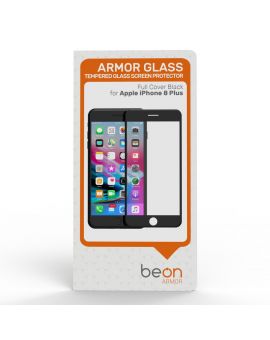 ARMOR GLASS
TEMPERED GLASS SCREEN PROTECTOR
Full Cover Black
for Apple iPhone 8 Plus
beon
ARMOR